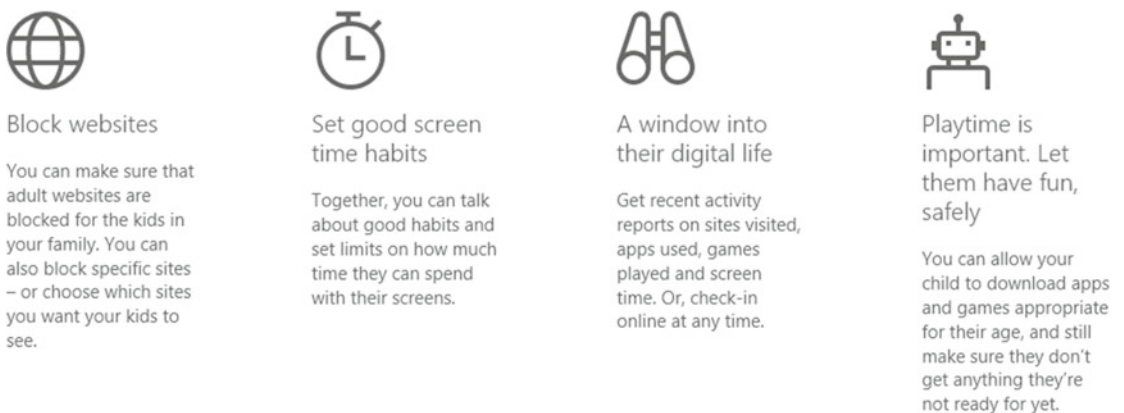 Block websites
You can make sure that
adult websites are
blocked for the kids in
your family. You can
also block specific sites
– or choose which sites
you want your kids to
see.
Set good screen
time habits
Together, you can talk
about good habits and
set limits on how much
time they can spend
with their screens.
A window into
their digital life
Get recent activity
reports on sites visited,
apps used, games
played and screen
time. Or, check-in
online at any time.
Playtime is
important. Let
them have fun,
safely
You can allow your
child to download apps
and games appropriate
for their age, and still
make sure they don't
get anything they're
not ready for yet.